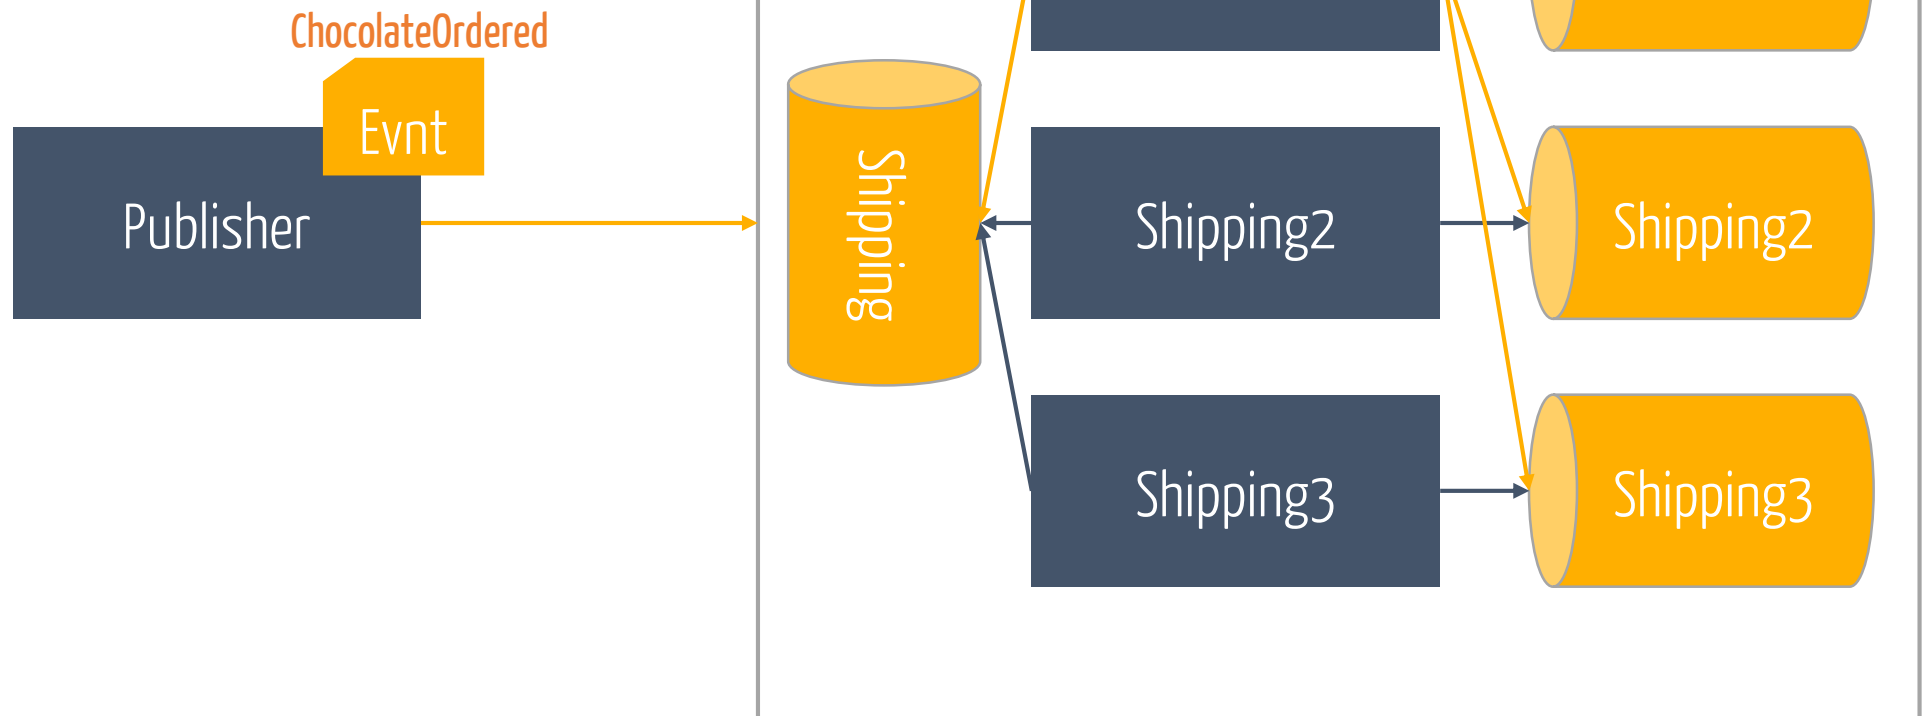 ChocolateOrdered
Evnt
Publisher
Shipping
Shipping2
Shipping2
Shipping3
Shipping3